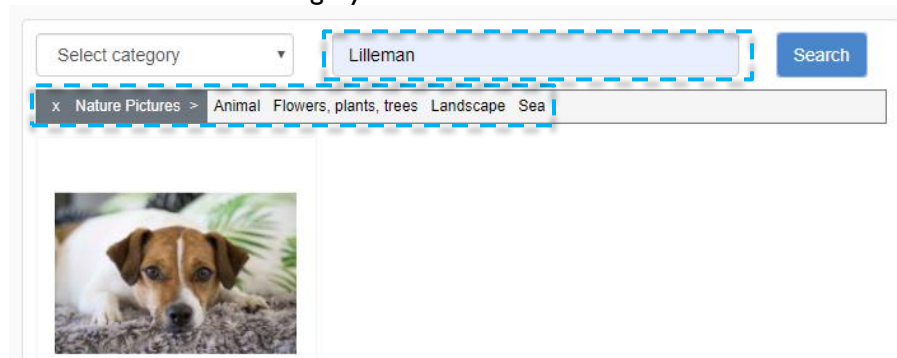 Select category ▼ Lilleman Search
x Nature Pictures > Animal Flowers, plants, trees Landscape Sea